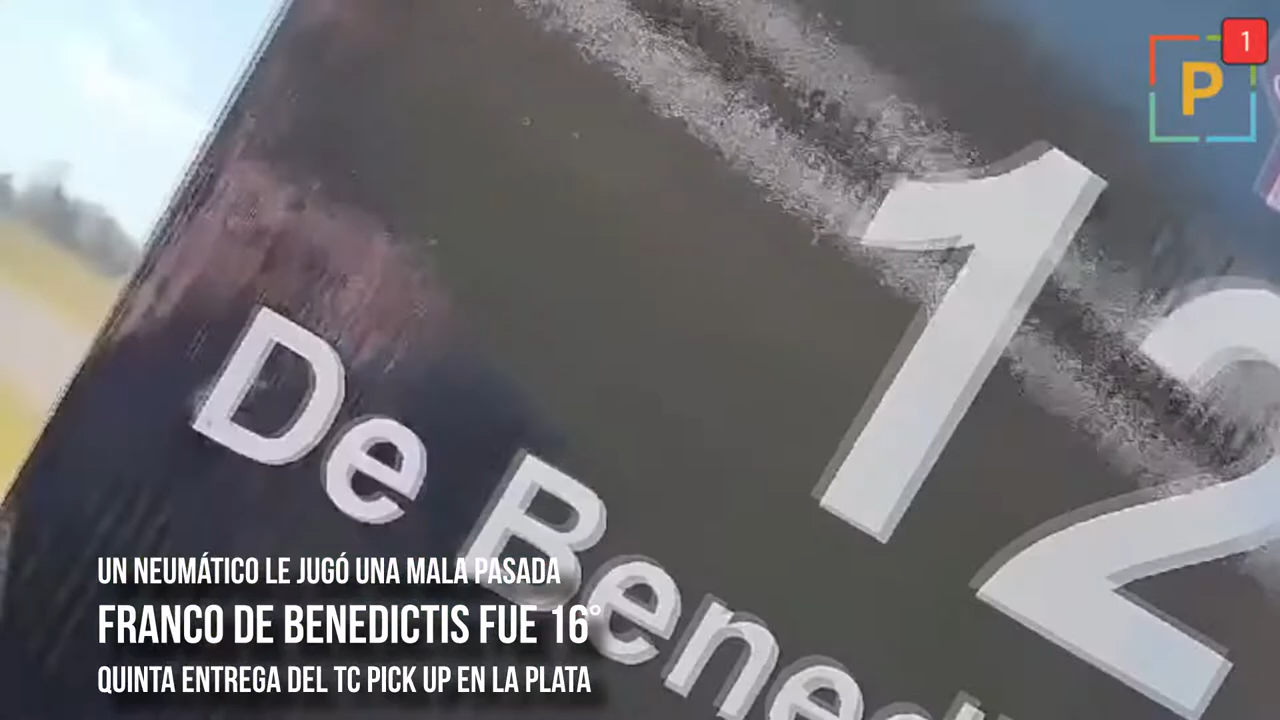 P
1
12
De Bened
UN NEUMÁTICO LE JUGÓ UNA MALA PASADA
FRANCO DE BENEDICTIS FUE 16°
QUINTA ENTREGA DEL TC PICK UP EN LA PLATA